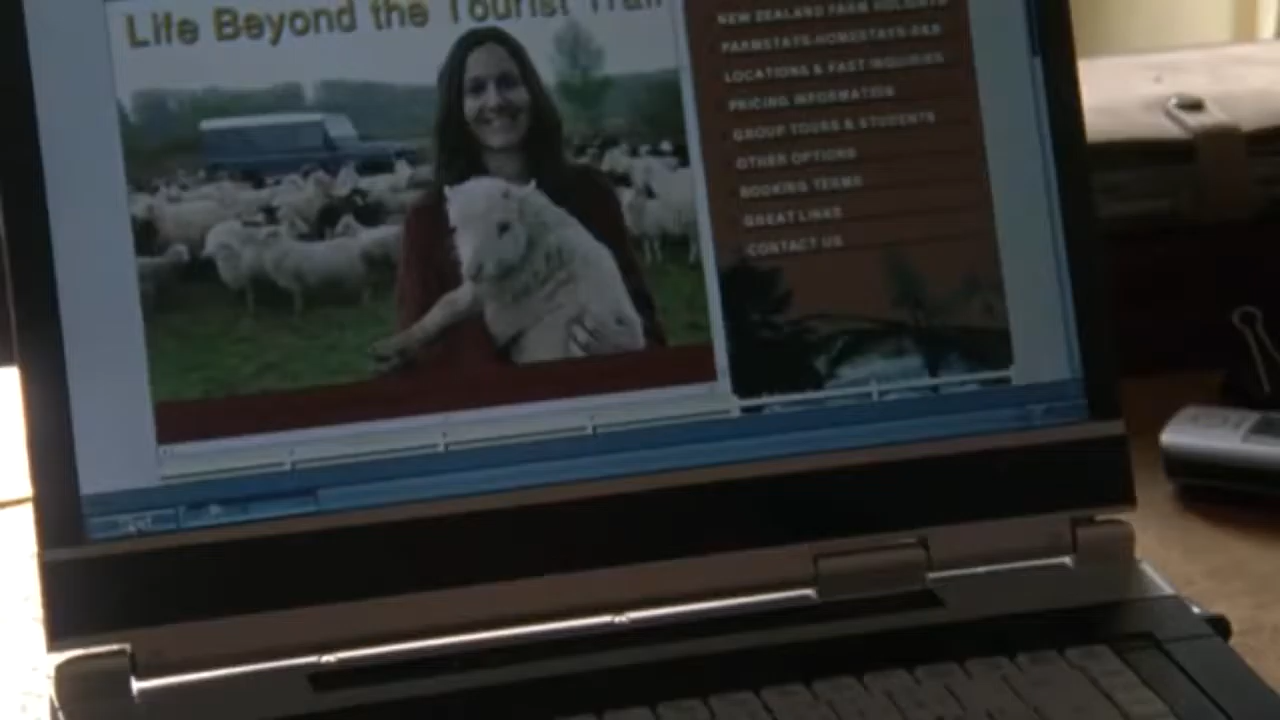 Life Beyond the Tourist Trail
NEW ZEALAND FARM HOLIDAYS
FARMSTAYS-HOMESTAYS-B&B
LOCATIONS & FAST INQUIRIES
PRICING INFORMATION
GROUP TOURS & STUDENTS
OTHER OPTIONS
BOOKING TERMS
GREAT LINKS
CONTACT US